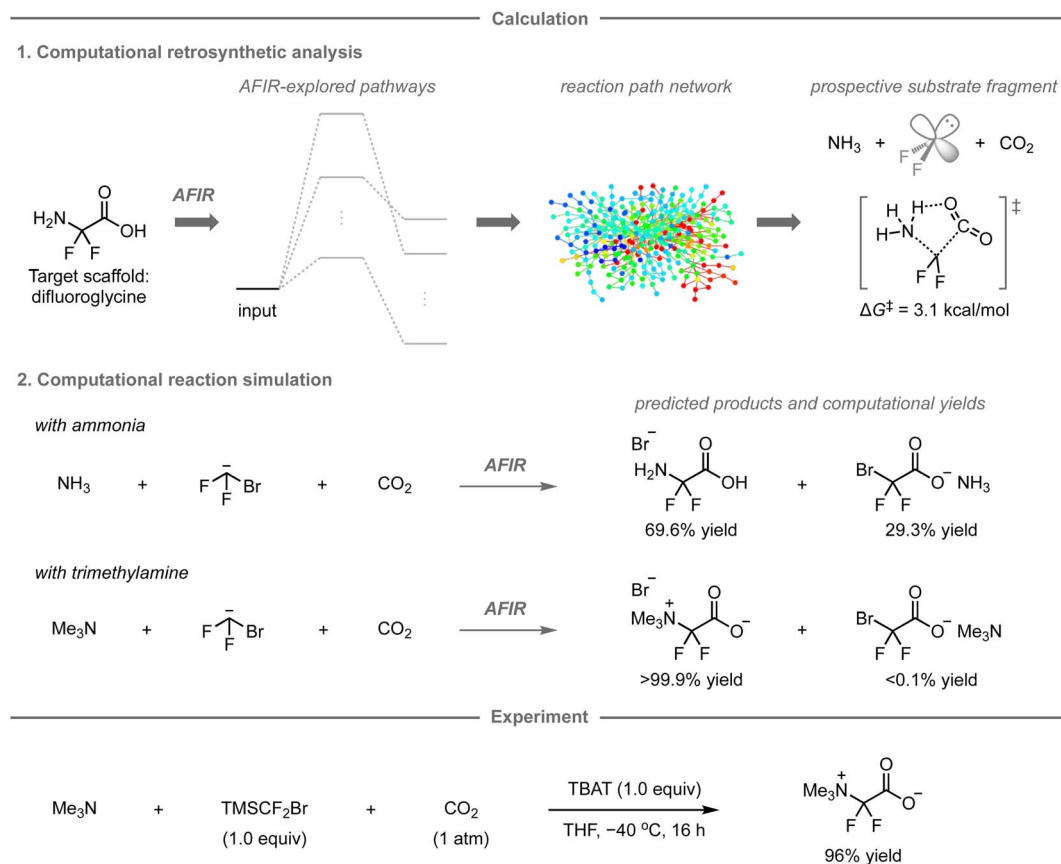 Calculation
1. Computational retrosynthetic analysis
AFIR-explored pathways
reaction path network
prospective substrate fragment
NH3 + F F + CO2
AFIR
H2N O OH F F
Target scaffold:
difluoroglycine
input
H H N H O C O C F F ‡
ΔG‡ = 3.1 kcal/mol
2. Computational reaction simulation
predicted products and computational yields
with ammonia
NH3 + F F − Br + CO2 AFIR Br− H2N O OH F F + Br O O− F F NH3
69.6% yield 29.3% yield
with trimethylamine
Me3N + F F − Br + CO2 AFIR Br− Me3N+ O O− F F + Br O O− F F Me3N
>99.9% yield <0.1% yield
Experiment
Me3N + TMSCF2Br + CO2
(1.0 equiv) (1 atm)
TBAT (1.0 equiv)
THF, −40 °C, 16 h
Me3N+ O O− F F
96% yield